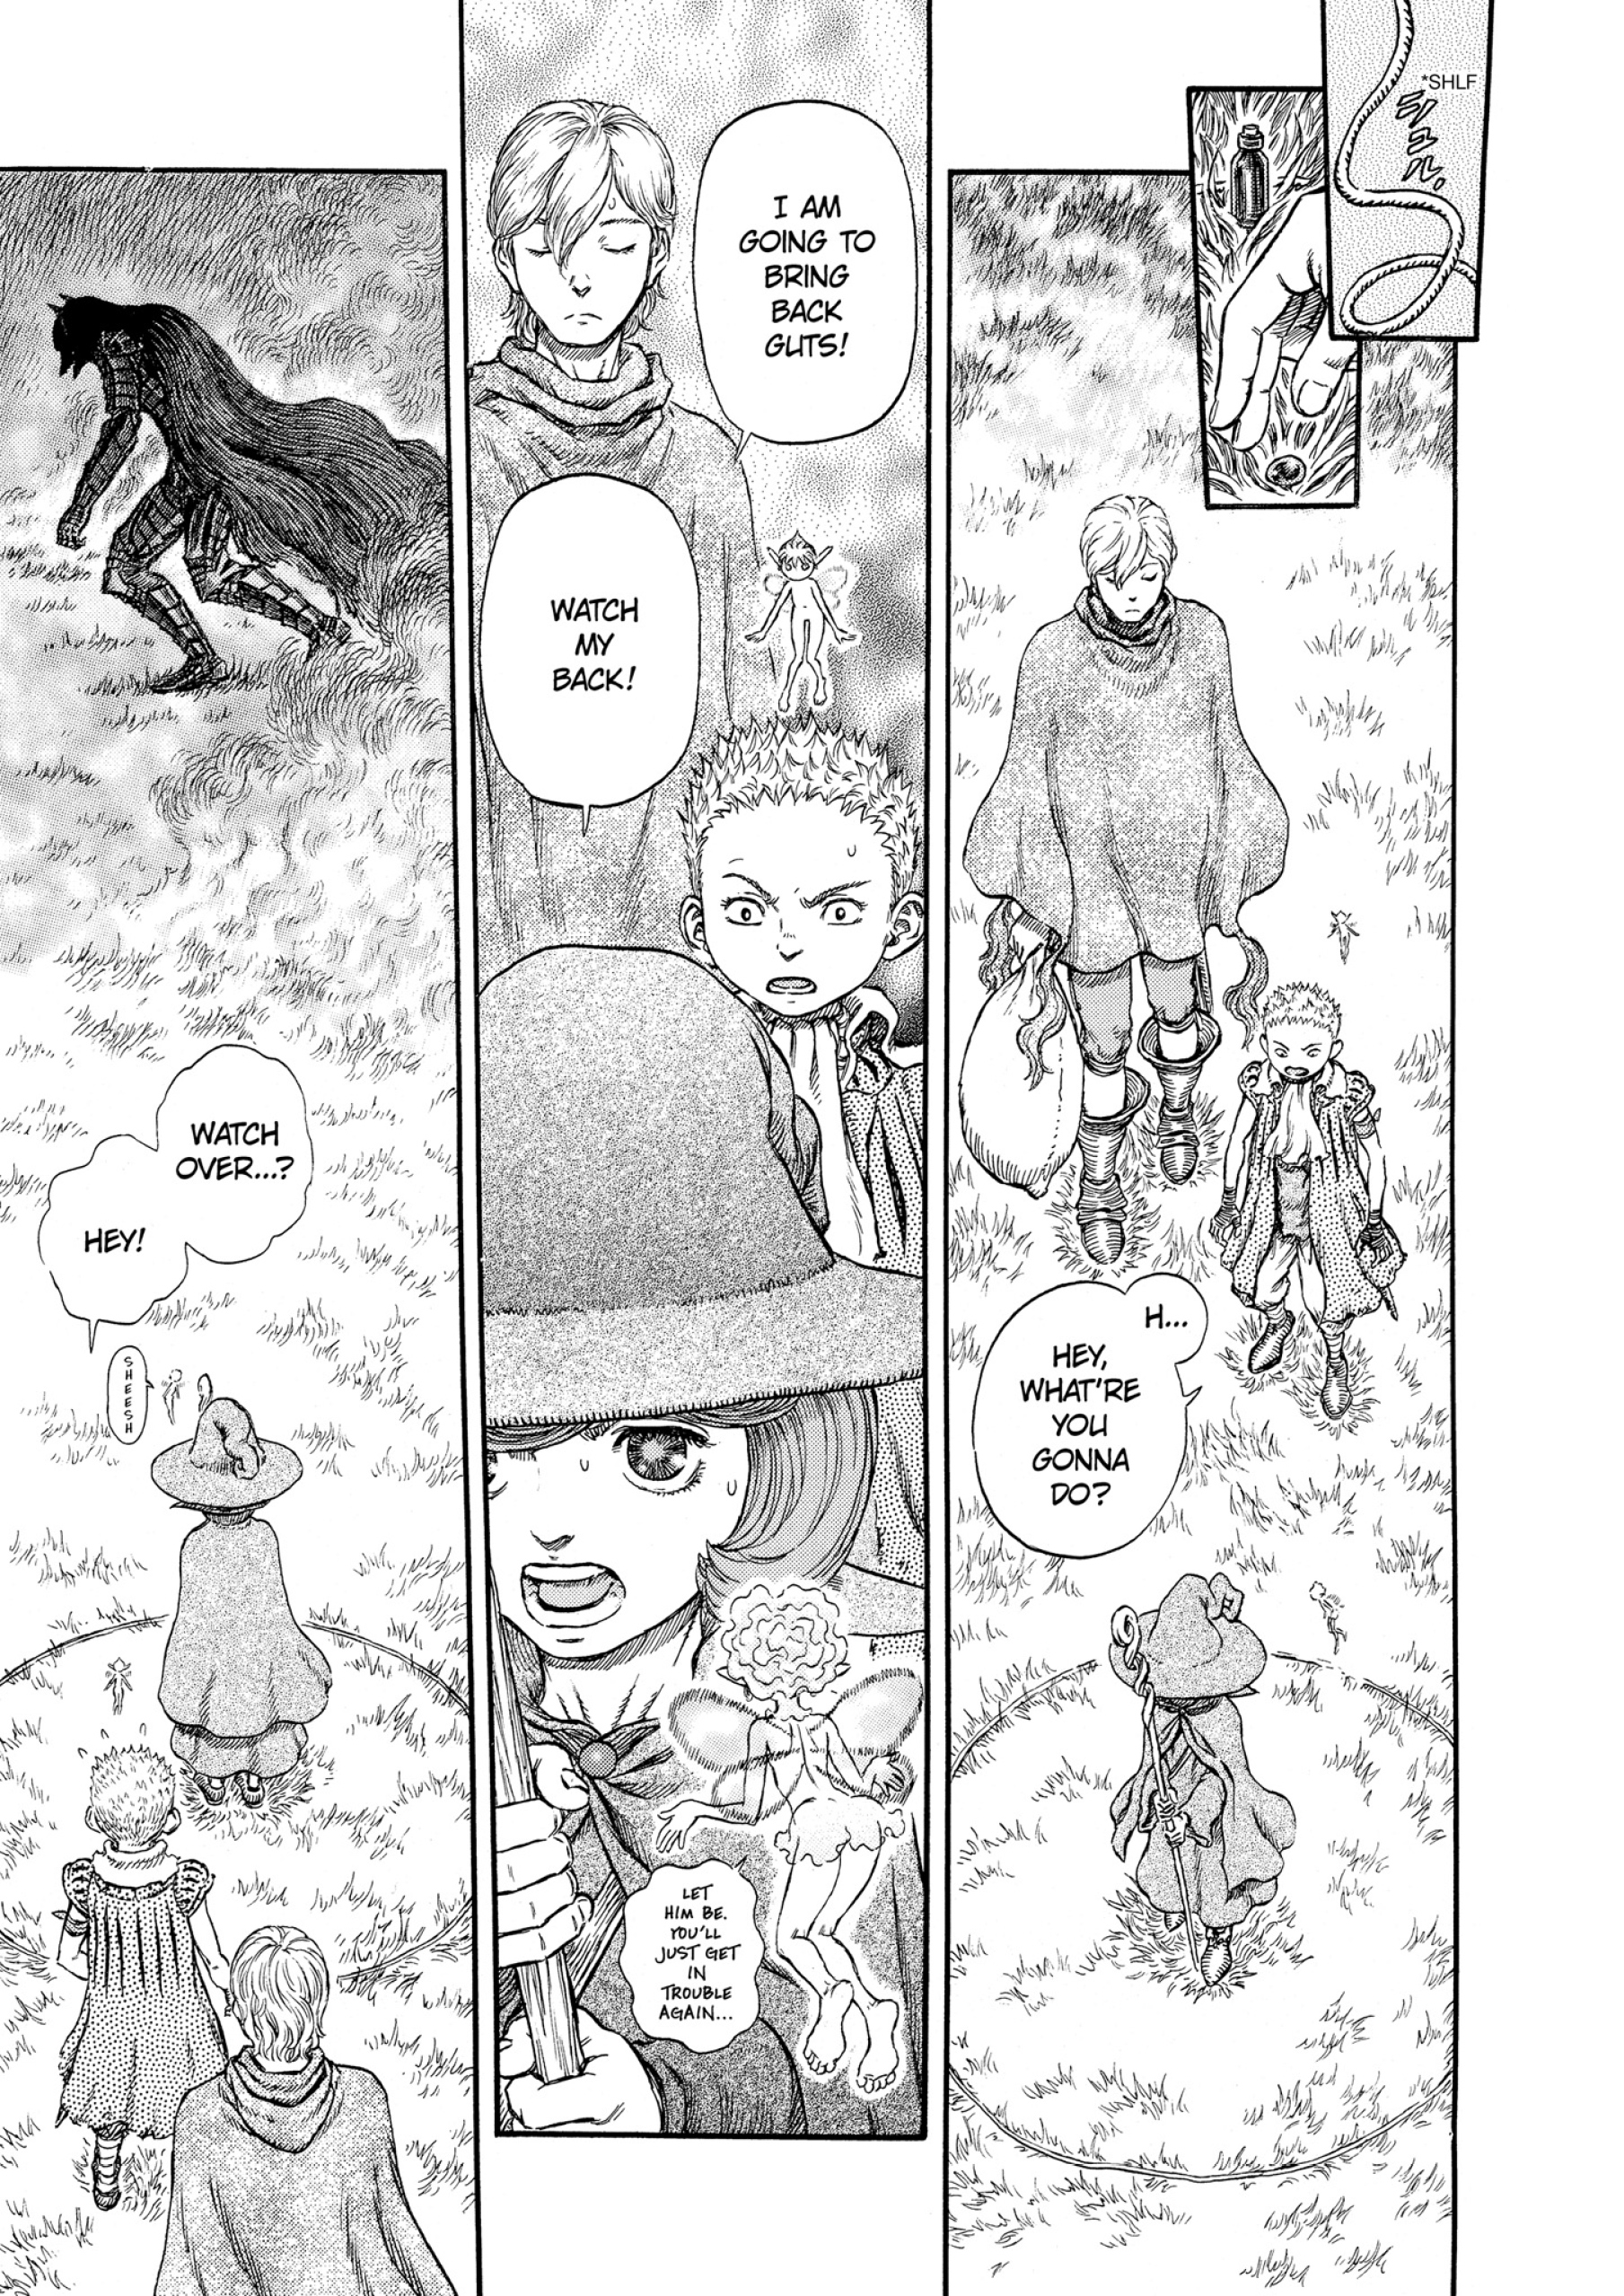 *SHLF
シュル.
H...
HEY,
WHAT'RE
YOU
GONNA
DO?
I AM
GOING TO
BRING
BACK
GUTS!
WATCH
MY
BACK!
LET
HIM BE.
YOU'LL
JUST GET
IN
TROUBLE
AGAIN...
WATCH
OVER...?
HEY!
SHEESH